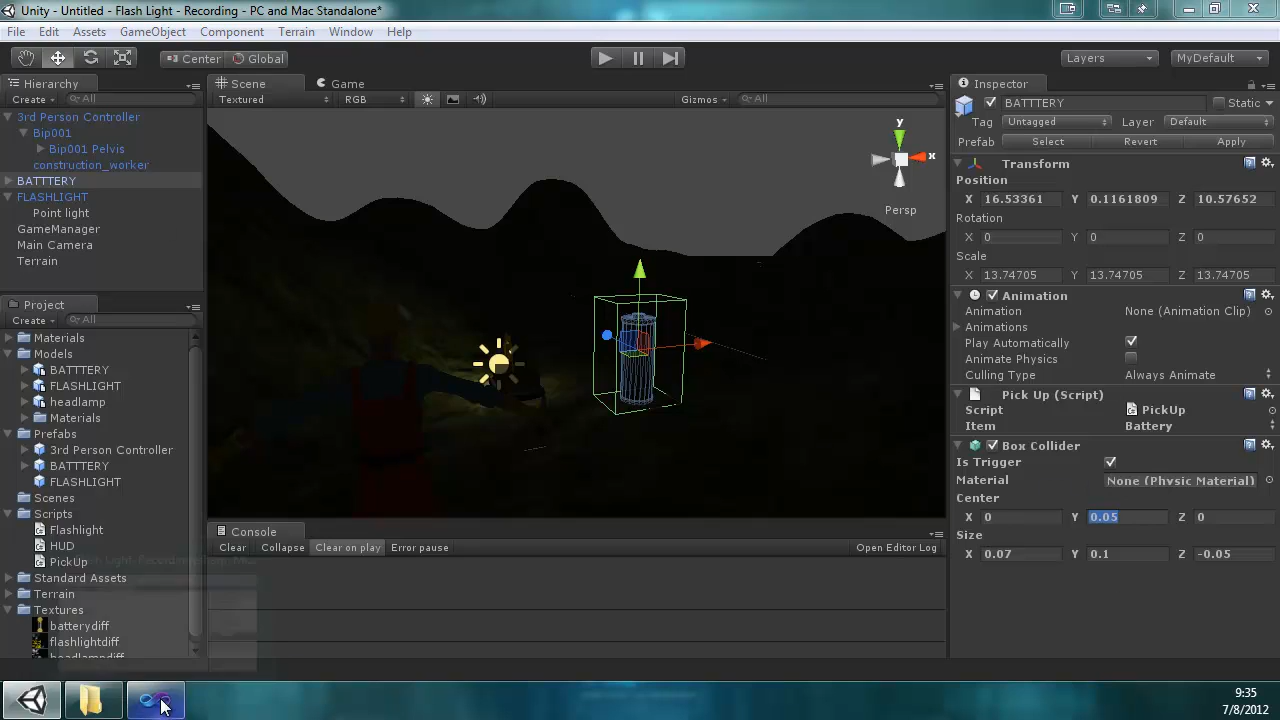 Unity - Untitled - Flash Light - Recording - PC and Mac Standalone*
File Edit Assets GameObject Component Terrain Window Help
Center Global Layers MyDefault
Hierarchy
Create All
3rd Person Controller
Bip001
Bip001 Pelvis
construction_worker
BATTTERY
FLASHLIGHT
Point light
GameManager
Main Camera
Terrain
Project
Create All
Materials
Models
BATTTERY
FLASHLIGHT
headlamp
Materials
Prefabs
3rd Person Controller
BATTTERY
FLASHLIGHT
Scenes
Scripts
Flashlight
HUD
PickUp
Standard Assets
Terrain
Textures
batterydiff
flashlightdiff
headlampdiff
Scene Game
Textured RGB Gizmos All
y
x
Persp
Console
Clear Collapse Clear on play Error pause Open Editor Log
Inspector
BATTTERY Static
Tag Untagged Layer Default
Prefab Select Revert Apply
Transform
Position
X 16.53361 Y 0.1161809 Z 10.57652
Rotation
X 0 Y 0 Z 0
Scale
X 13.74705 Y 13.74705 Z 13.74705
Animation
Animation None (Animation Clip)
Animations
Play Automatically
Animate Physics
Culling Type Always Animate
Pick Up (Script)
Script PickUp
Item Battery
Box Collider
Is Trigger
Material None (Physic Material)
Center
X 0 Y 0.05 Z 0
Size
X 0.07 Y 0.1 Z -0.05
9:35
7/8/2012